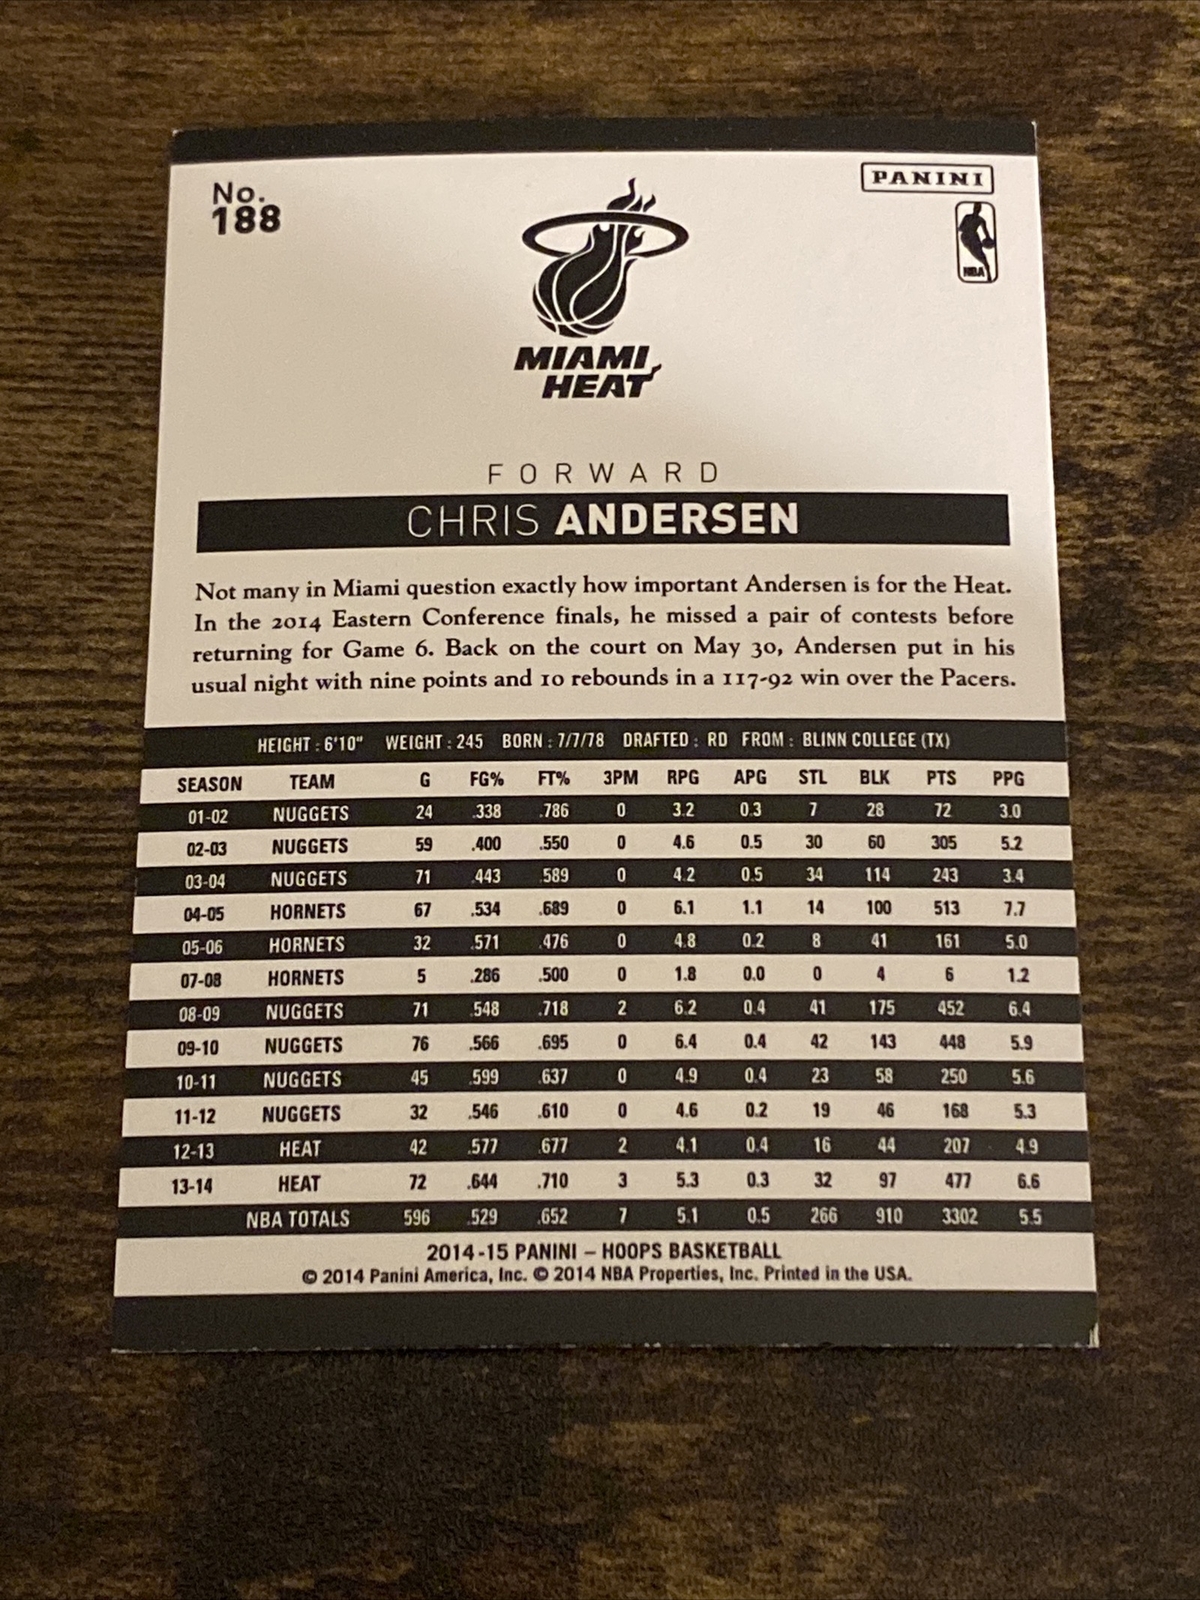 No.
188
PANINI
NBA
MIAMI
HEAT
FORWARD
CHRIS ANDERSEN
Not many in Miami question exactly how important Andersen is for the Heat.
In the 2014 Eastern Conference finals, he missed a pair of contests before
returning for Game 6. Back on the court on May 30, Andersen put in his
usual night with nine points and 10 rebounds in a 117-92 win over the Pacers.
HEIGHT : 6'10" WEIGHT : 245 BORN : 7/7/78 DRAFTED : RD FROM : BLINN COLLEGE (TX)
SEASON TEAM G FG% FT% 3PM RPG APG STL BLK PTS PPG
01-02 NUGGETS 24 .338 .786 0 3.2 0.3 7 28 72 3.0
02-03 NUGGETS 59 .400 .550 0 4.6 0.5 30 60 305 5.2
03-04 NUGGETS 71 .443 .589 0 4.2 0.5 34 114 243 3.4
04-05 HORNETS 67 .534 .689 0 6.1 1.1 14 100 513 7.7
05-06 HORNETS 32 .571 .476 0 4.8 0.2 8 41 161 5.0
07-08 HORNETS 5 .286 .500 0 1.8 0.0 0 4 6 1.2
08-09 NUGGETS 71 .548 .718 2 6.2 0.4 41 175 452 6.4
09-10 NUGGETS 76 .566 .695 0 6.4 0.4 42 143 448 5.9
10-11 NUGGETS 45 .599 .637 0 4.9 0.4 23 58 250 5.6
11-12 NUGGETS 32 .546 .610 0 4.6 0.2 19 46 168 5.3
12-13 HEAT 42 .577 .677 2 4.1 0.4 16 44 207 4.9
13-14 HEAT 72 .644 .710 3 5.3 0.3 32 97 477 6.6
NBA TOTALS 596 .529 .652 7 5.1 0.5 266 910 3302 5.5
2014-15 PANINI – HOOPS BASKETBALL
© 2014 Panini America, Inc. © 2014 NBA Properties, Inc. Printed in the USA.